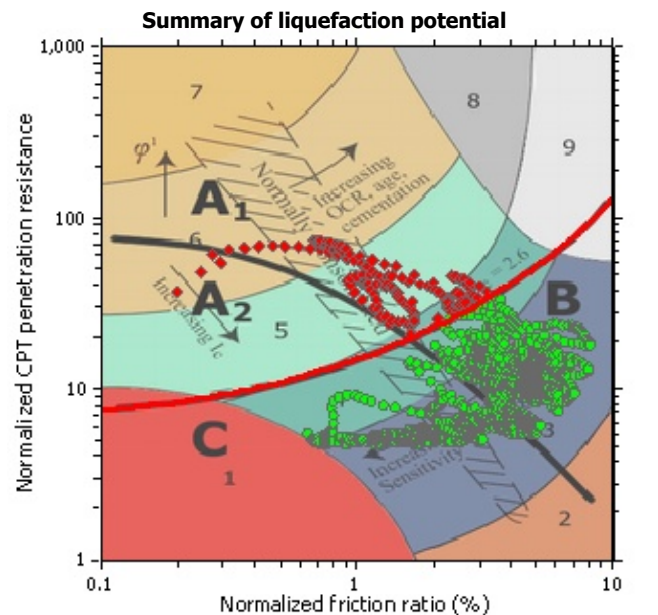 Summary of liquefaction potential
Normalized CPT penetration resistance
1,000
100
10
1
0.1
1
10
Normalized friction ratio (%)
7
8
9
φ'
A1
Increasing
OCR, age,
cementation
Normally
6
A2
Increasing Ic
5
= 2.6
B
C
1
3
Increas
Sensitivity
2